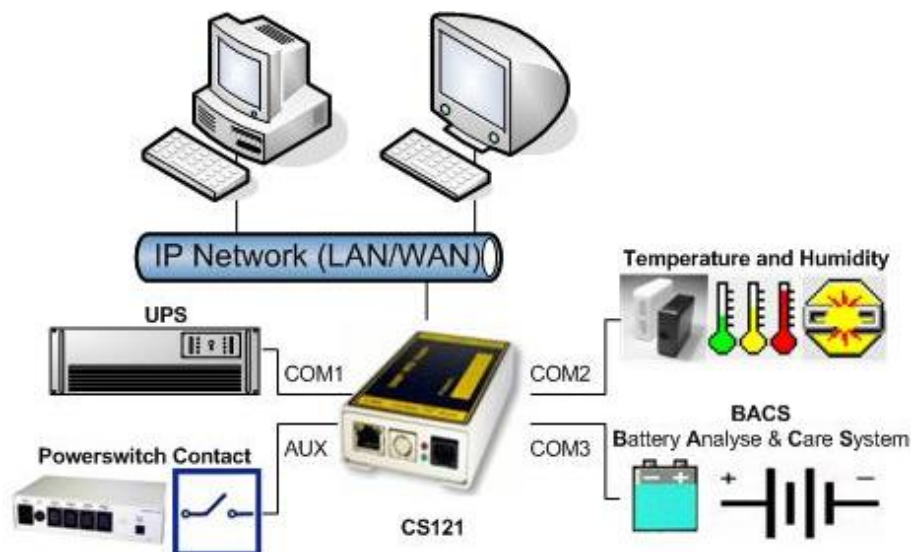 IP Network (LAN/WAN)
Temperature and Humidity
UPS
COM1
COM2
BACS
Battery Analyse & Care System
Powerswitch Contact
AUX
COM3
+
−
− +
CS121